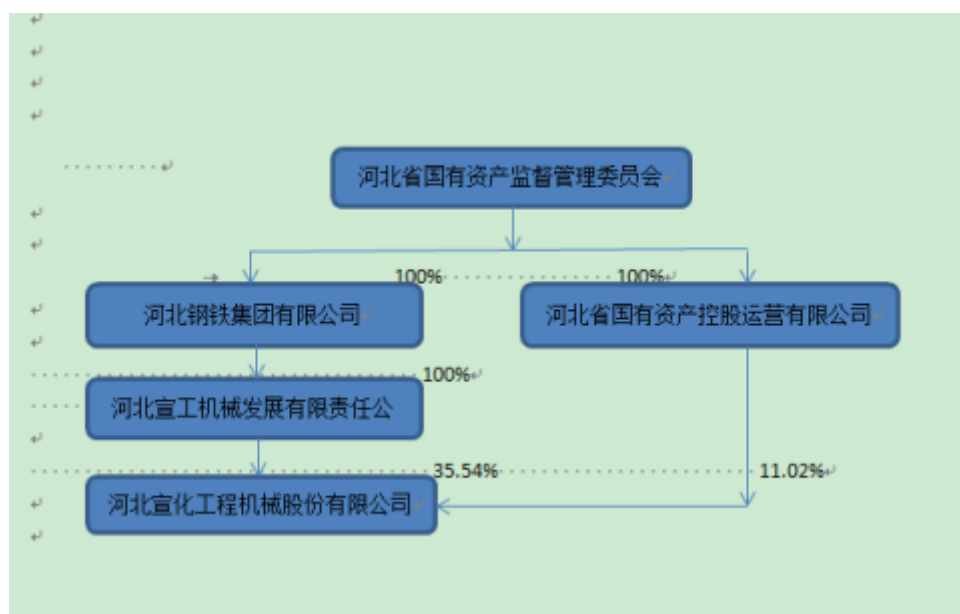 河北省国有资产监督管理委员会
100% 100%
河北钢铁集团有限公司 河北省国有资产控股运营有限公司
100%
河北宣工机械发展有限责任公
35.54% 11.02%
河北宣化工程机械股份有限公司